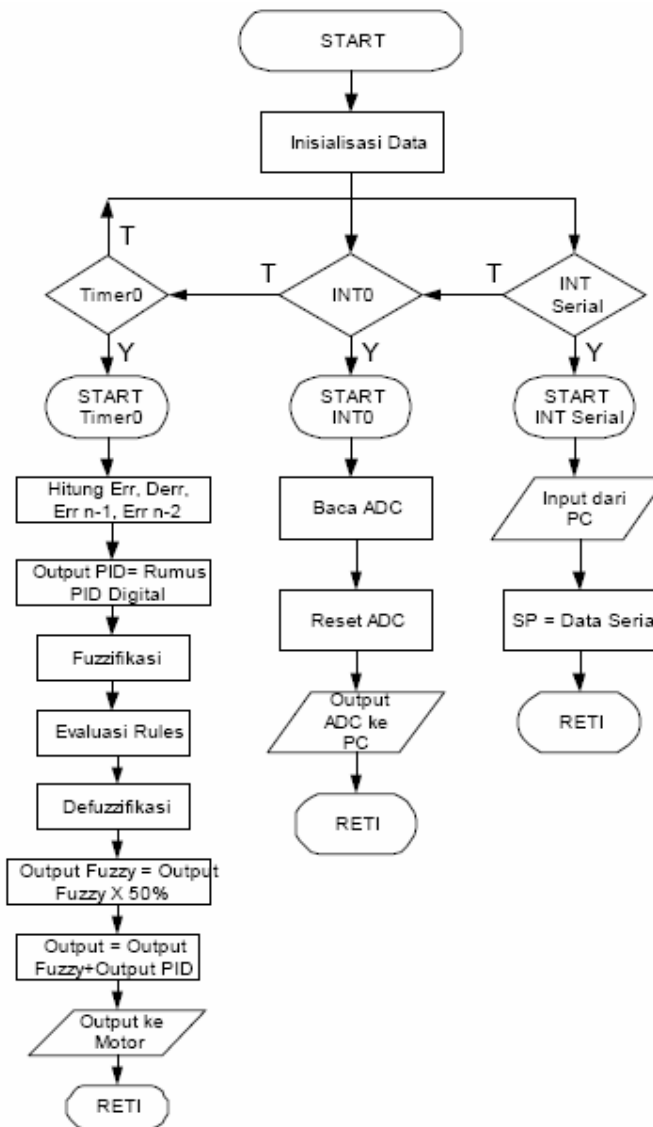 START
Inisialisasi Data
T
T
T
Timer0
INT0
INT
Serial
Y
Y
Y
START
Timer0
START
INT0
START
INT Serial
Hitung Err, Derr,
Err n-1, Err n-2
Output PID= Rumus
PID Digital
Fuzzifikasi
Evaluasi Rules
Defuzzifikasi
Output Fuzzy = Output
Fuzzy X 50%
Output = Output
Fuzzy+Output PID
Output ke
Motor
RETI
Baca ADC
Reset ADC
Output
ADC ke
PC
RETI
Input dari
PC
SP = Data Serial
RETI